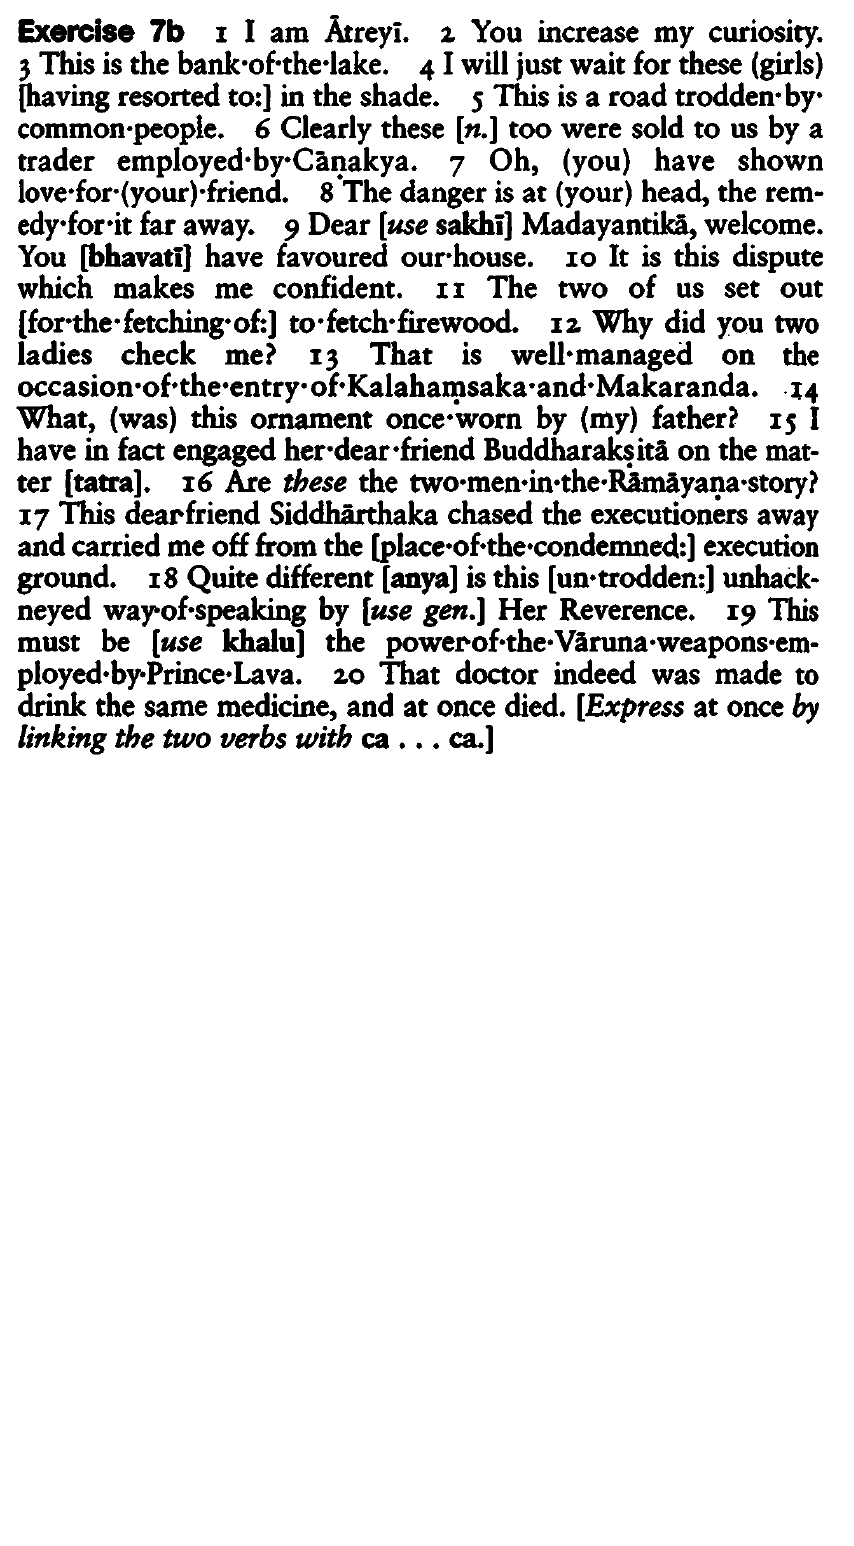 Exercise 7b 1 I am Ātreyī. 2 You increase my curiosity.
3 This is the bank·of·the·lake. 4 I will just wait for these (girls)
[having resorted to:] in the shade. 5 This is a road trodden·by·
common·people. 6 Clearly these [n.] too were sold to us by a
trader employed·by·Cāṇakya. 7 Oh, (you) have shown
love·for·(your)·friend. 8 The danger is at (your) head, the rem-
edy·for·it far away. 9 Dear [use sakhī] Madayantikā, welcome.
You [bhavatī] have favoured our·house. 10 It is this dispute
which makes me confident. 11 The two of us set out
[for·the·fetching·of:] to·fetch·firewood. 12 Why did you two
ladies check me? 13 That is well·managed on the
occasion·of·the·entry·of·Kalahaṃsaka·and·Makaranda. 14
What, (was) this ornament once·worn by (my) father? 15 I
have in fact engaged her·dear·friend Buddharakṣitā on the mat-
ter [tatra]. 16 Are these the two·men·in·the·Rāmāyaṇa·story?
17 This dear·friend Siddhārthaka chased the executioners away
and carried me off from the [place·of·the·condemned:] execution
ground. 18 Quite different [anya] is this [un·trodden:] unhack-
neyed way·of·speaking by [use gen.] Her Reverence. 19 This
must be [use khalu] the power·of·the·Vāruna·weapons·em-
ployed·by·Prince·Lava. 20 That doctor indeed was made to
drink the same medicine, and at once died. [Express at once by
linking the two verbs with ca . . . ca.]